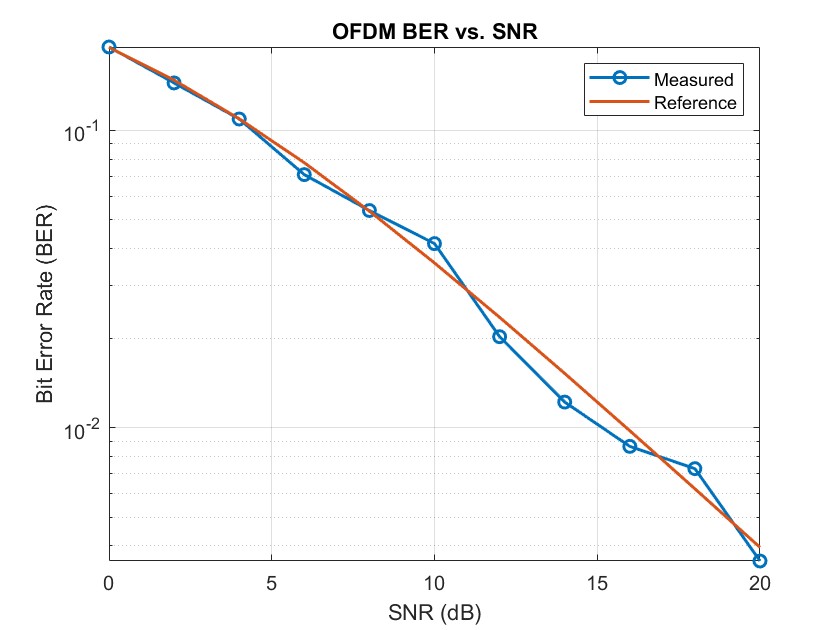 OFDM BER vs. SNR
Measured
Reference
10⁻¹
10⁻²
Bit Error Rate (BER)
0 5 10 15 20
SNR (dB)